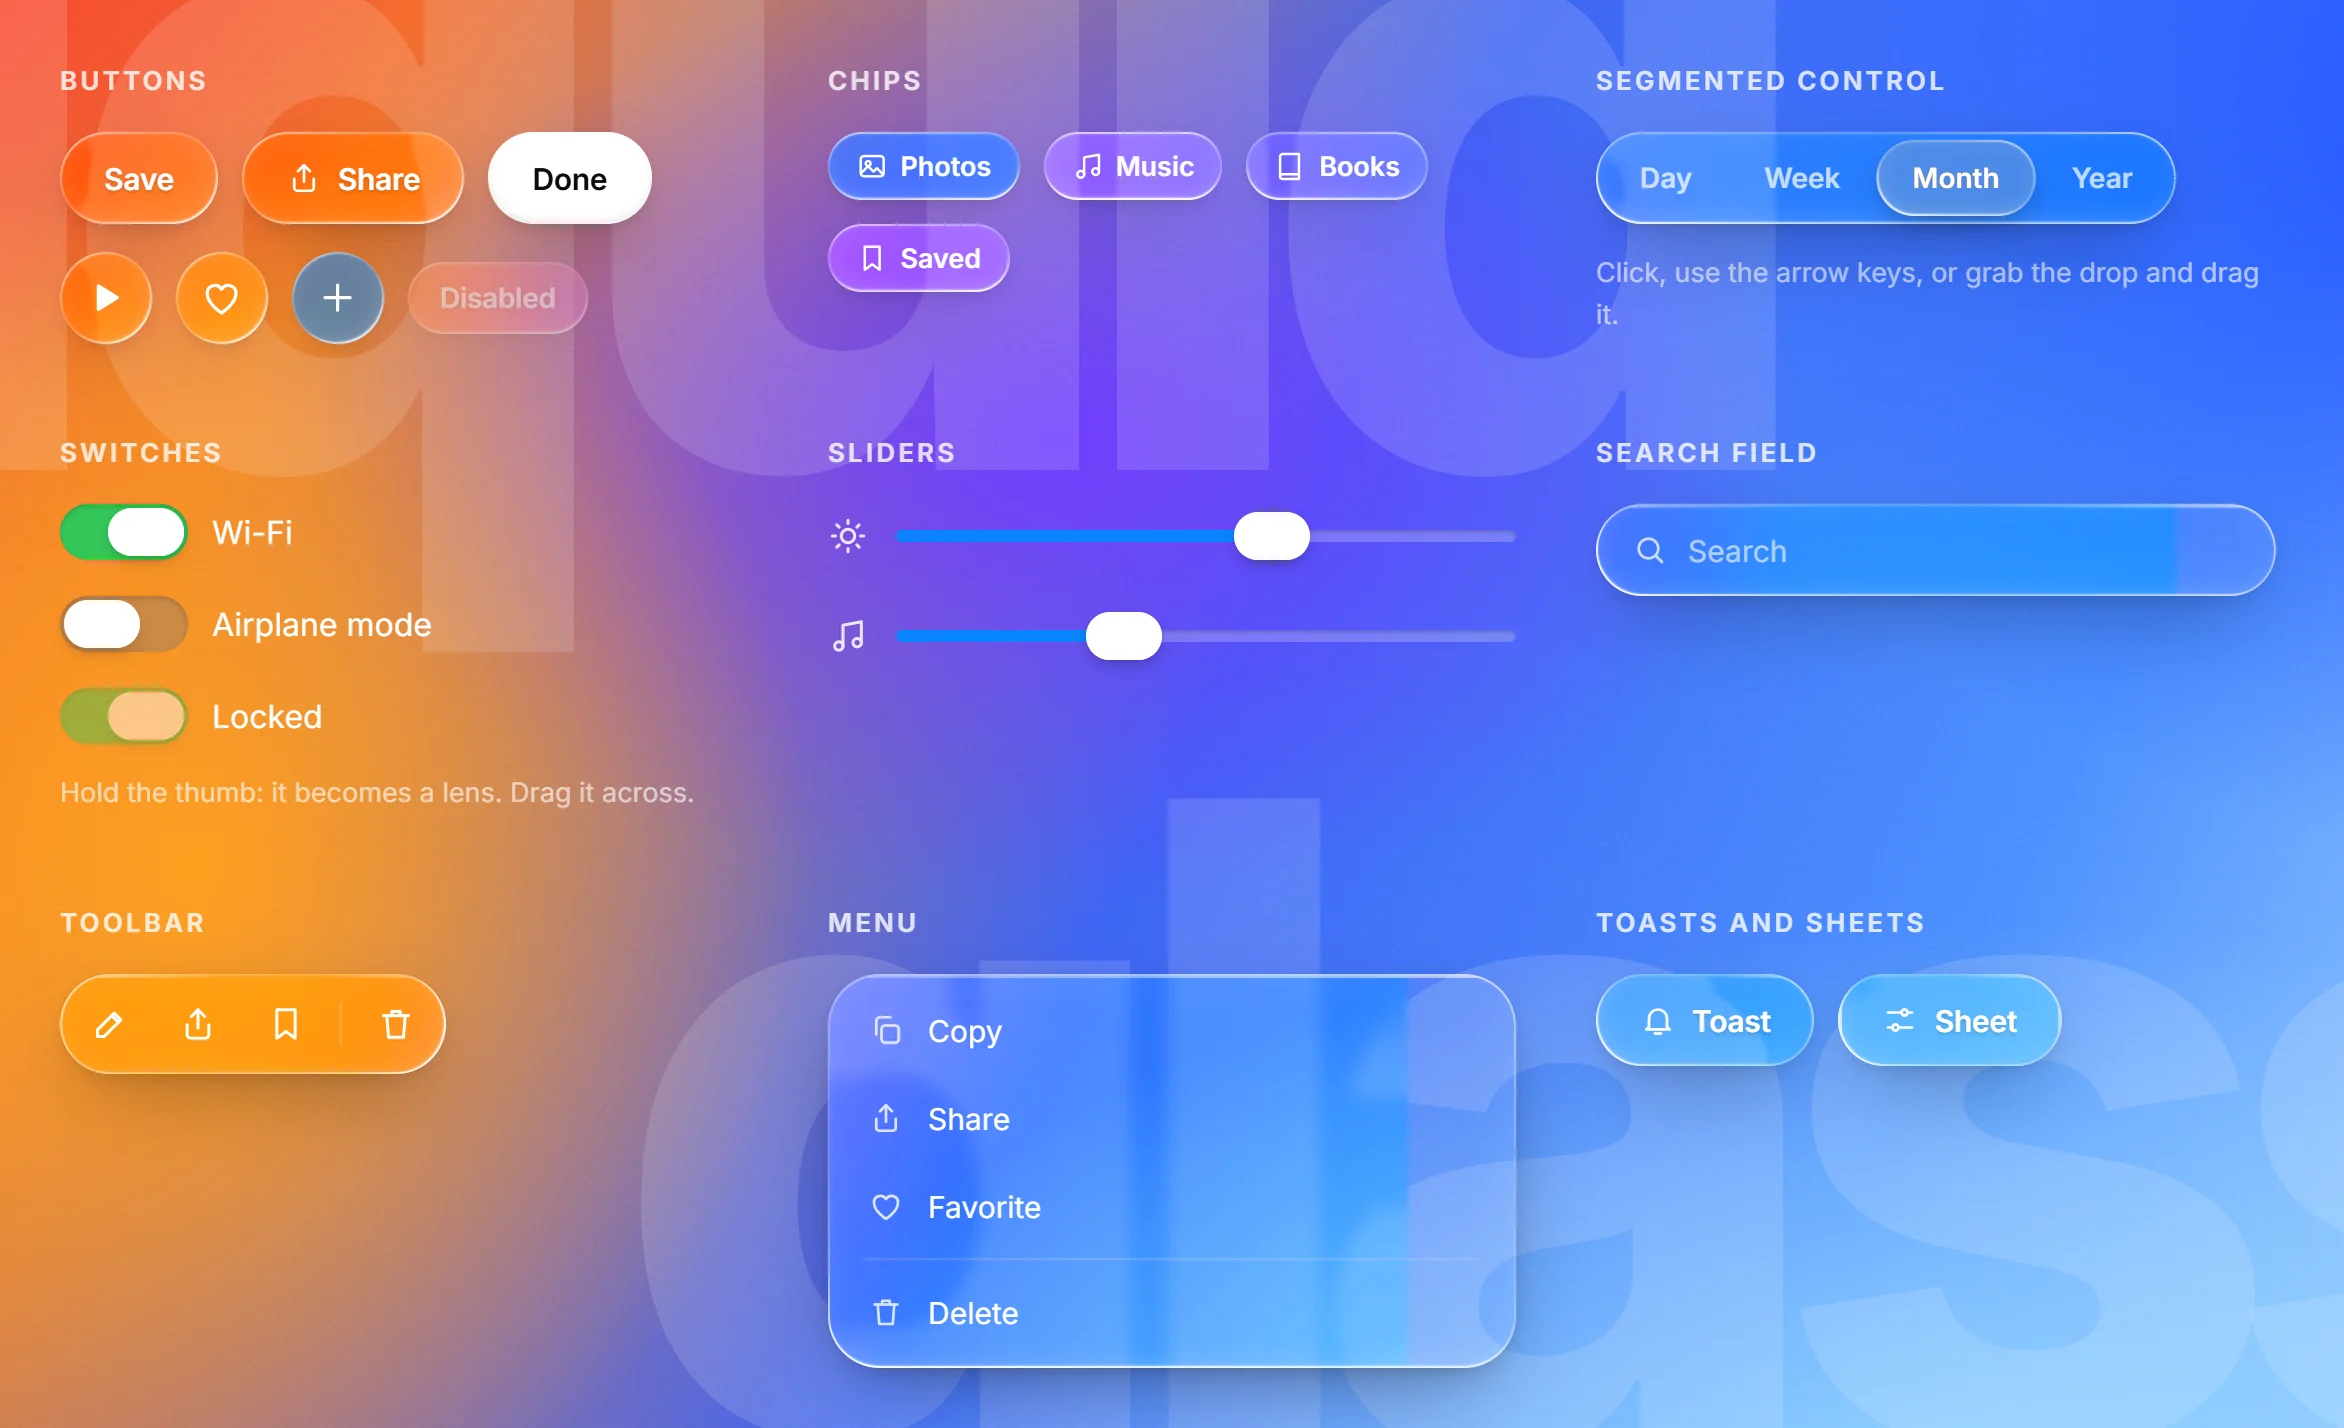 liquid
BUTTONS
Save
Share
Done
Disabled
CHIPS
Photos
Music
Books
Saved
SEGMENTED CONTROL
Day
Week
Month
Year
Click, use the arrow keys, or grab the drop and drag
it.
SWITCHES
Wi-Fi
Airplane mode
Locked
Hold the thumb: it becomes a lens. Drag it across.
SLIDERS
SEARCH FIELD
Search
TOOLBAR
MENU
Copy
Share
Favorite
Delete
TOASTS AND SHEETS
Toast
Sheet
glass